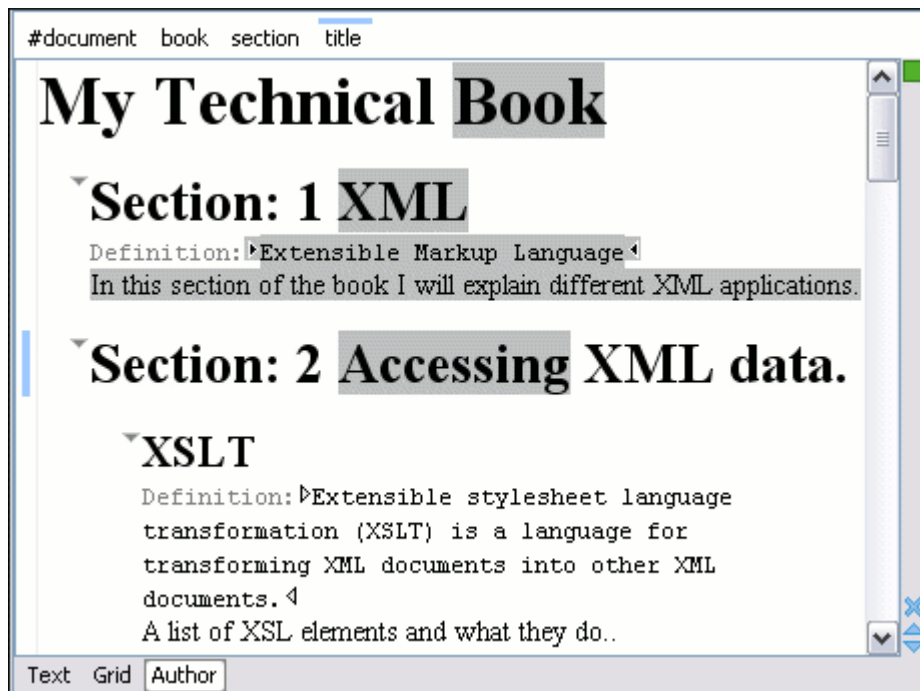 #document book section title
My Technical Book
Section: 1 XML
Definition: Extensible Markup Language
In this section of the book I will explain different XML applications.
Section: 2 Accessing XML data.
XSLT
Definition: Extensible stylesheet language
transformation (XSLT) is a language for
transforming XML documents into other XML
documents.
A list of XSL elements and what they do..
Text Grid Author